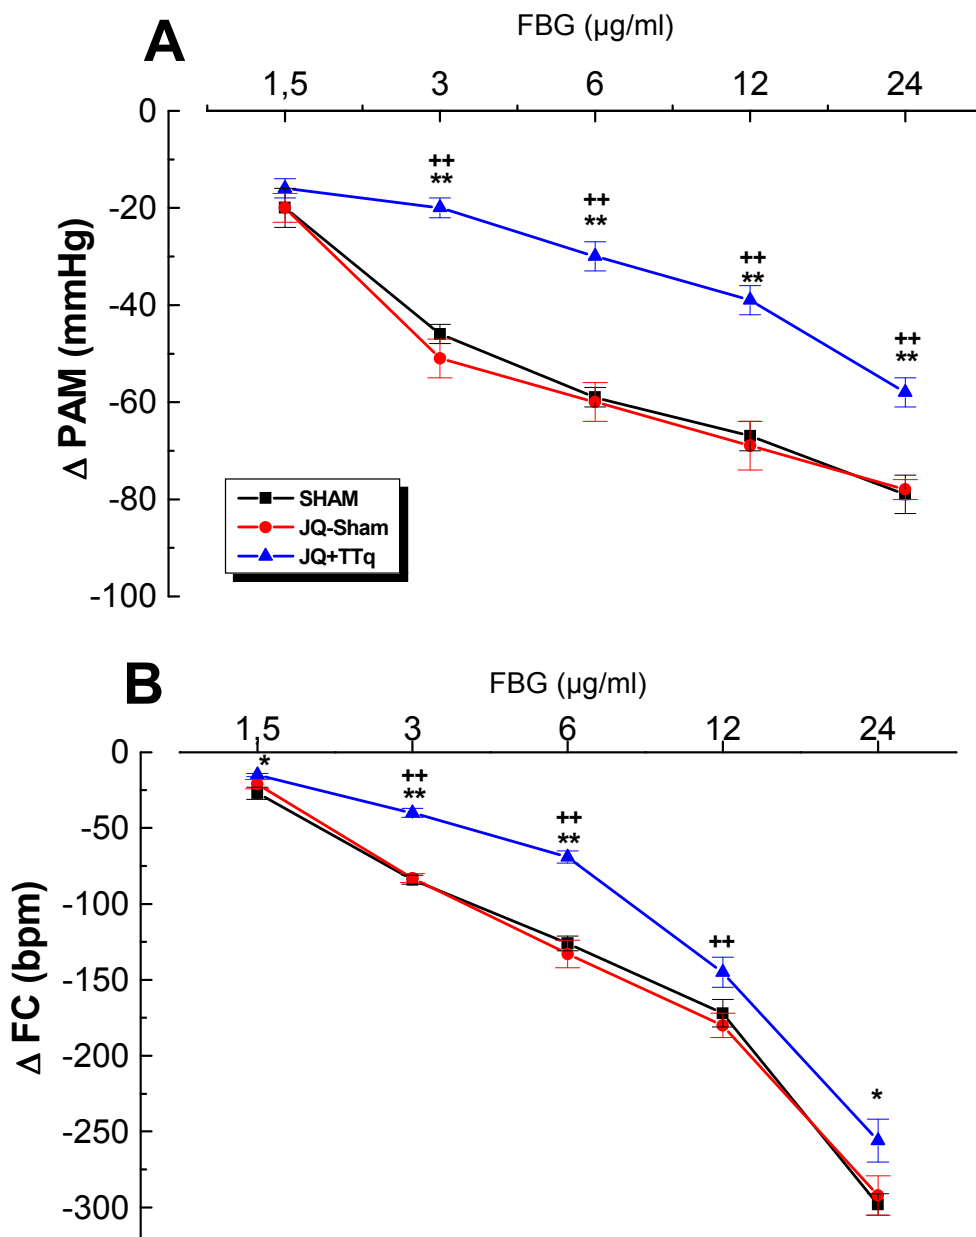 A
FBG (µg/ml)
1,5 3 6 12 24
0
-20
-40
-60
-80
-100
Δ PAM (mmHg)
++ ++ ++ ++
** ** ** **
SHAM
JQ-Sham
JQ+TTq
B
FBG (µg/ml)
1,5 3 6 12 24
0
-50
-100
-150
-200
-250
-300
Δ FC (bpm)
* ++ ++ ++ *
** **